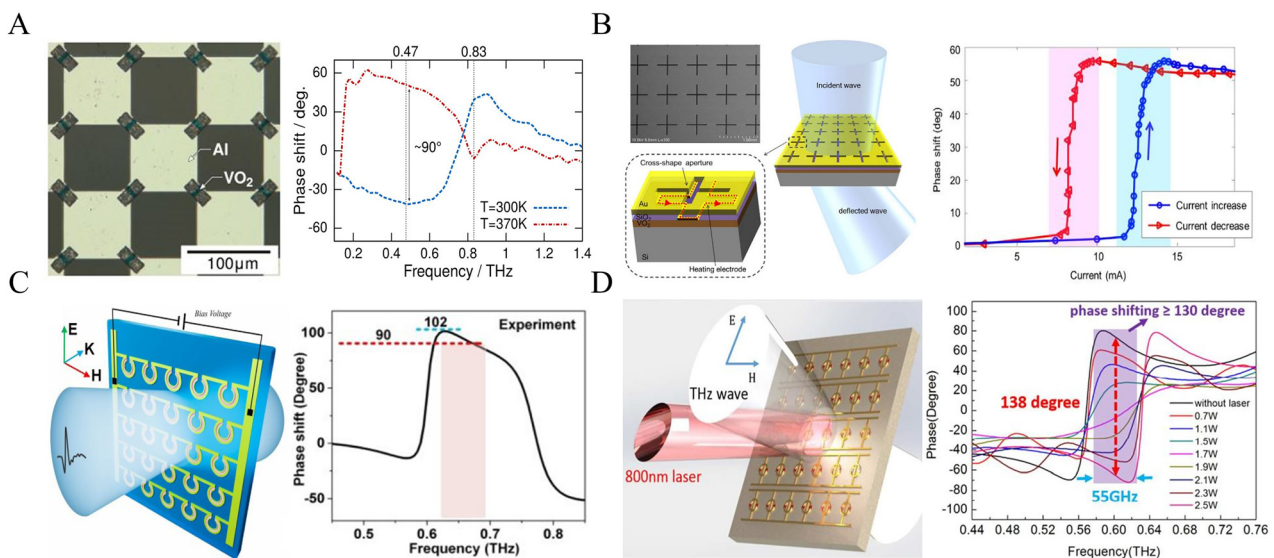 A
Al
VO2
100μm
0.47
0.83
Phase shift / deg.
60
30
0
-30
-60
~90°
T=300K
T=370K
0.2
0.4
0.6
0.8
1.0
1.2
1.4
Frequency / THz
B
Incident wave
Cross-shape aperture
Au
SiO2
VO2
Si
Heating electrode
deflected wave
Phase shift (deg)
60
50
40
30
20
10
0
Current increase
Current decrease
5
10
15
Current (mA)
C
E
K
H
Bias Voltage
Phase shift (Degree)
100
50
0
-50
102
90
Experiment
0.5
0.6
0.7
0.8
Frequency (THz)
D
E
H
THz wave
800nm laser
Phase(Degree)
100
80
60
40
20
0
-20
-40
-60
-80
-100
phase shifting ≥ 130 degree
138 degree
55GHz
without laser
0.7W
1.1W
1.5W
1.7W
1.9W
2.1W
2.3W
2.5W
0.44
0.48
0.52
0.56
0.60
0.64
0.68
0.72
0.76
Frequency(THz)